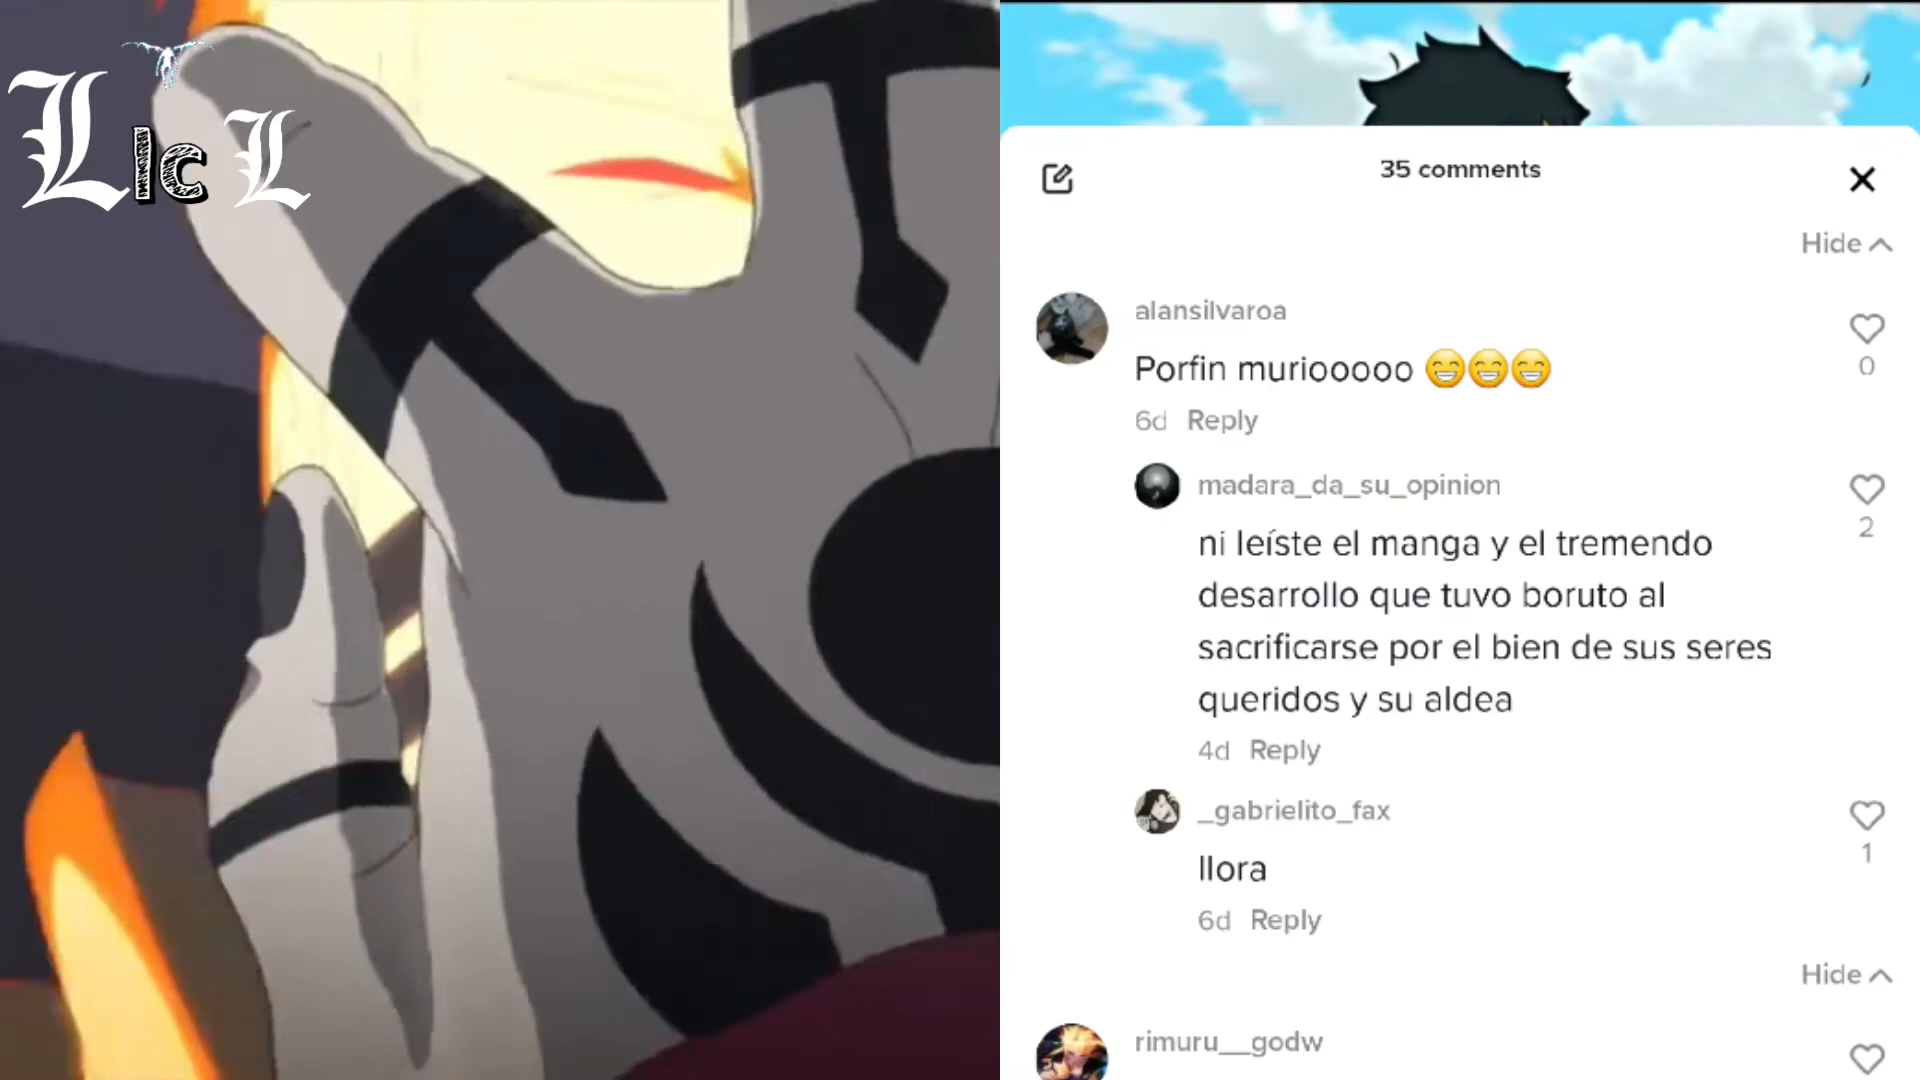 L Ic L
35 comments
Hide
alansilvaroa
Porfin muriooooo 😁😁😁
0
6d Reply
madara_da_su_opinion
2
ni leíste el manga y el tremendo
desarrollo que tuvo boruto al
sacrificarse por el bien de sus seres
queridos y su aldea
4d Reply
_gabrielito_fax
llora
1
6d Reply
Hide
rimuru__godw